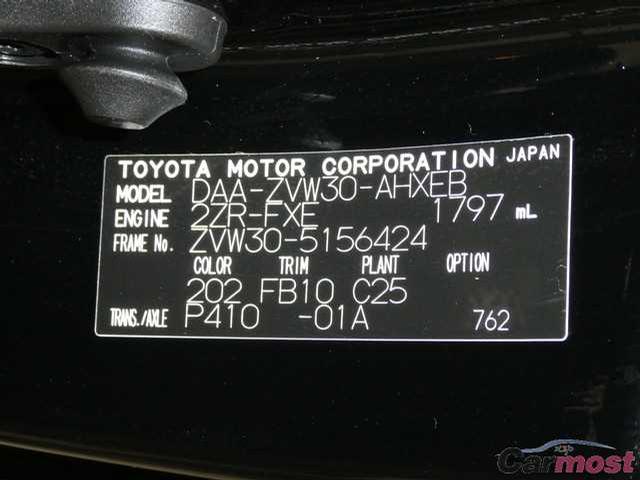 TOYOTA MOTOR CORPORATION JAPAN
MODEL DAA-ZVW30-AHXEB
ENGINE 2ZR-FXE 1797 mL
FRAME No. ZVW30-5156424
COLOR TRIM PLANT OPTION
202 FB10 C25
TRANS./AXLE P410 -01A 762
Carmost